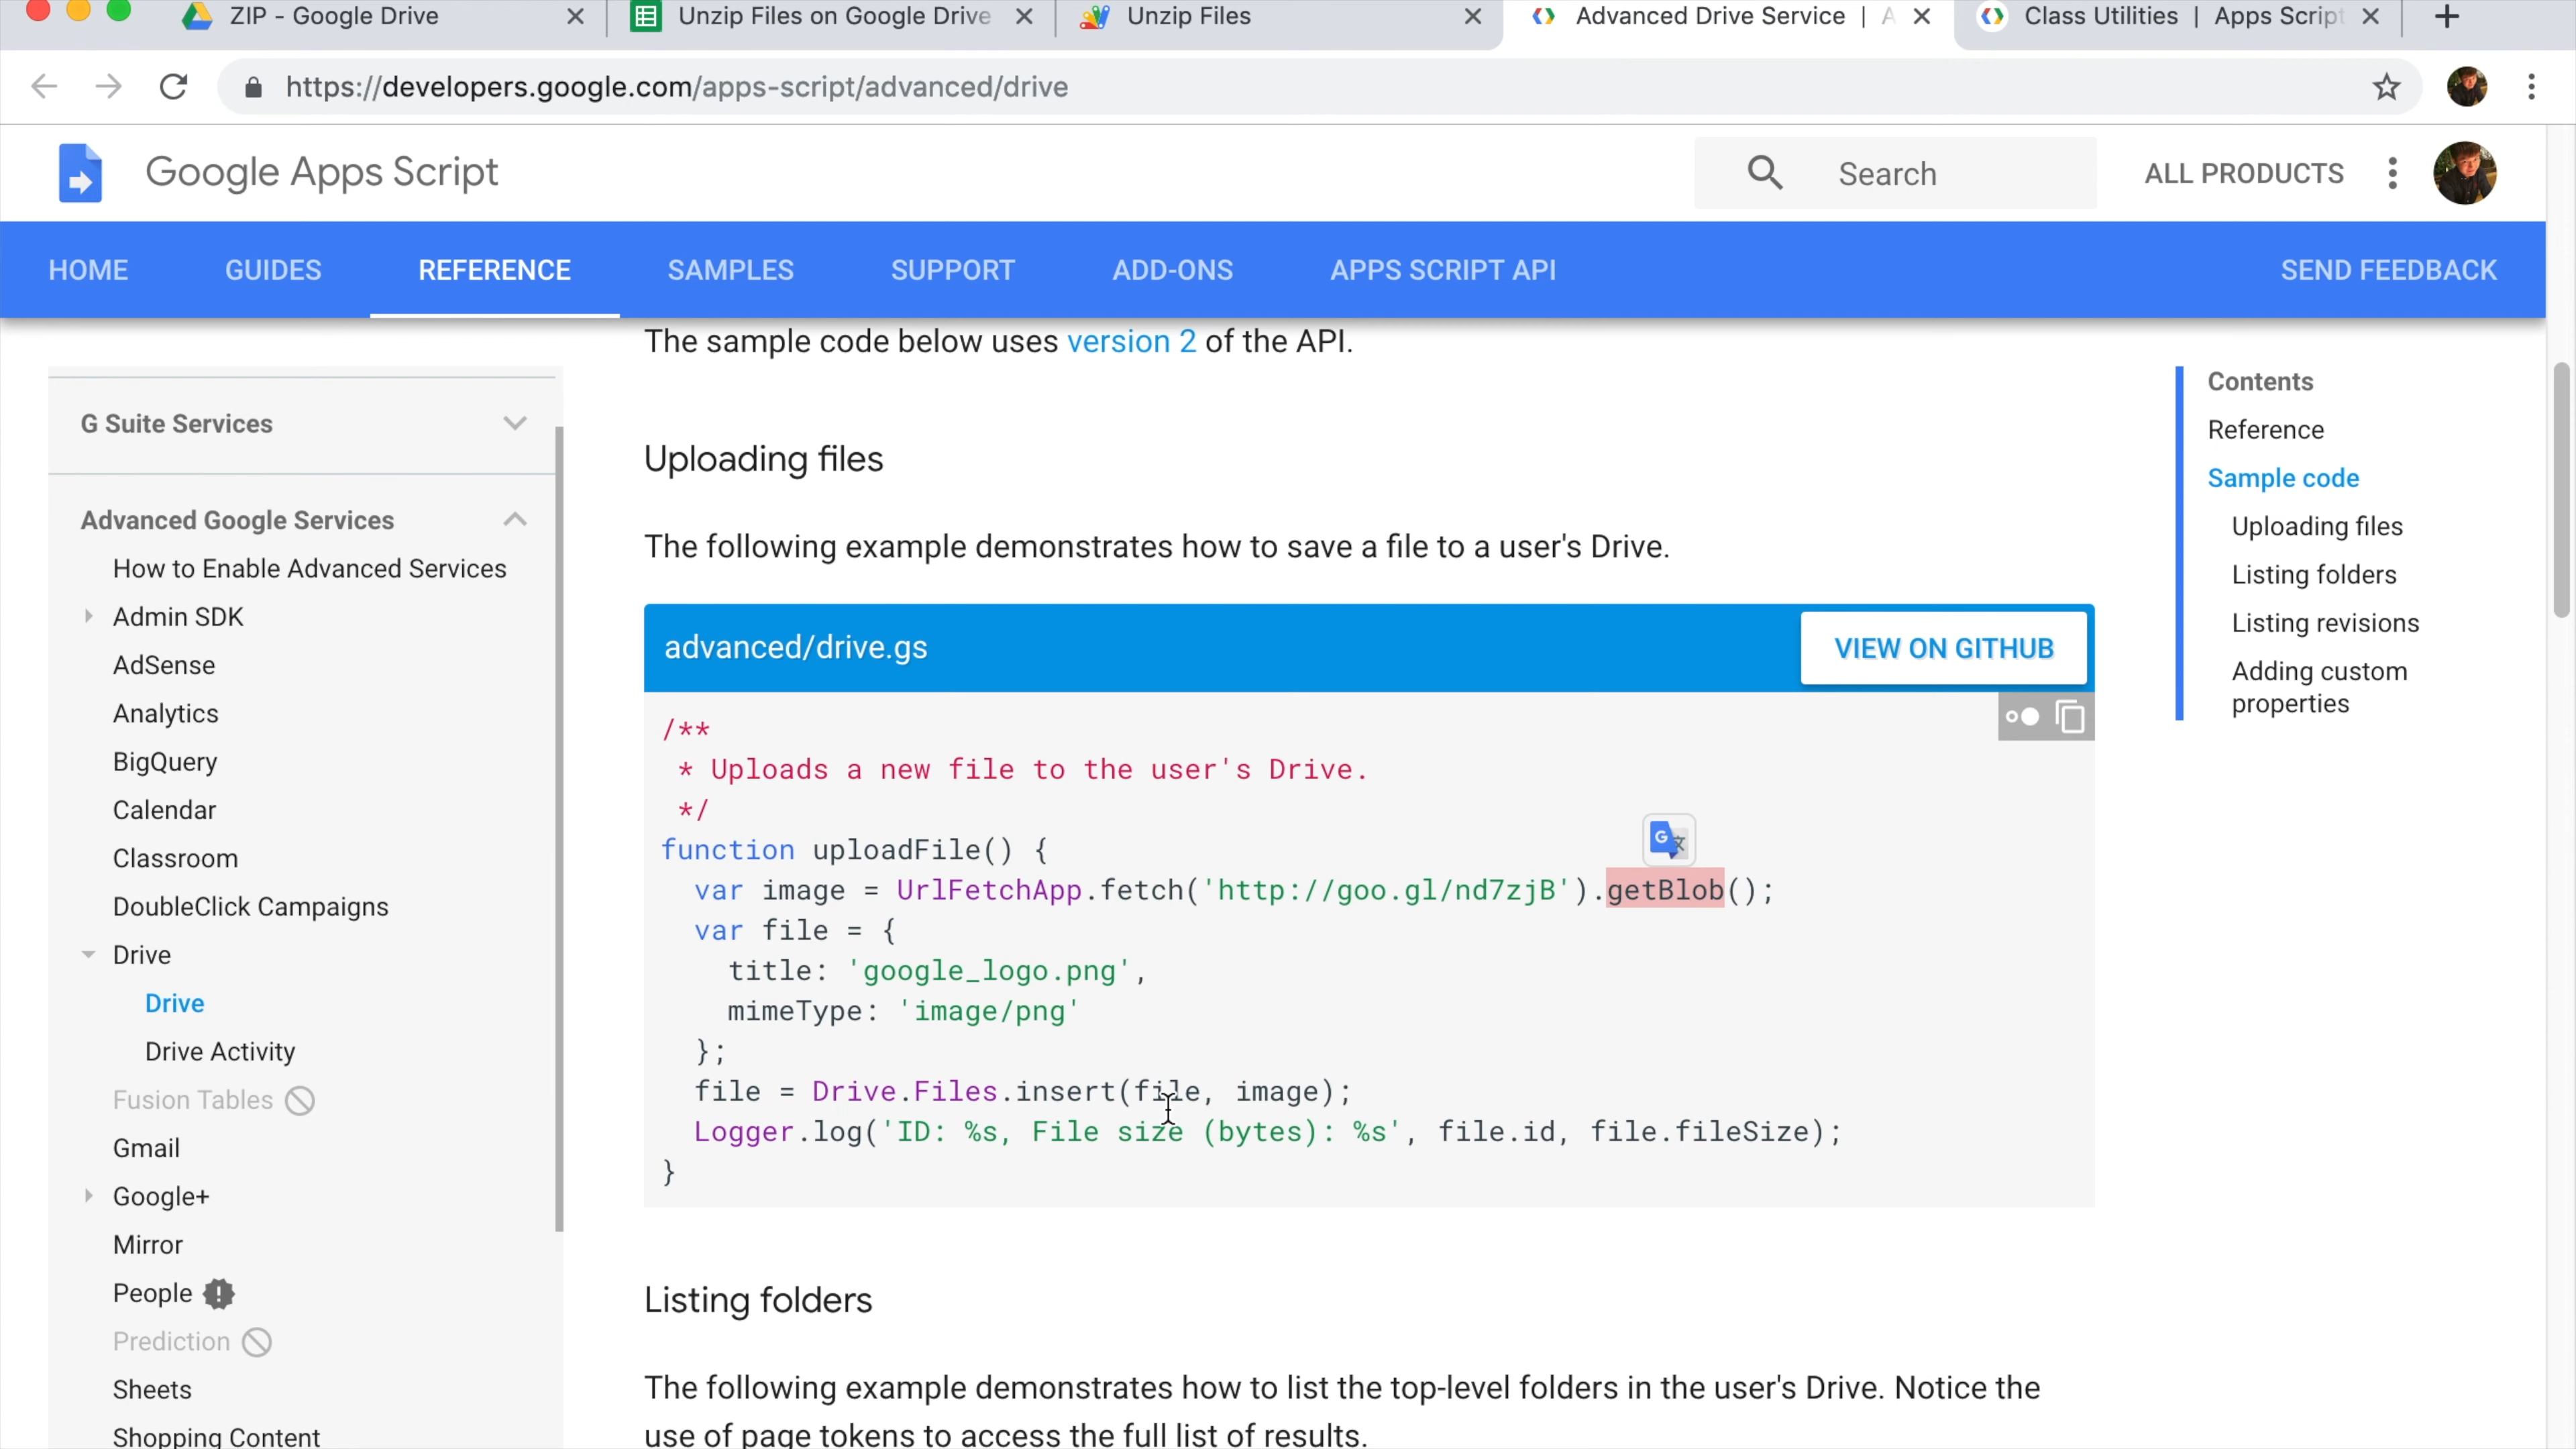 ZIP - Google Drive
Unzip Files on Google Drive
Unzip Files
Advanced Drive Service | A
Class Utilities | Apps Script
https://developers.google.com/apps-script/advanced/drive
Google Apps Script
Search
ALL PRODUCTS
HOME
GUIDES
REFERENCE
SAMPLES
SUPPORT
ADD-ONS
APPS SCRIPT API
SEND FEEDBACK
G Suite Services
Advanced Google Services
How to Enable Advanced Services
Admin SDK
AdSense
Analytics
BigQuery
Calendar
Classroom
DoubleClick Campaigns
Drive
Drive
Drive Activity
Fusion Tables
Gmail
Google+
Mirror
People
Prediction
Sheets
Shopping Content
The sample code below uses version 2 of the API.
Uploading files
The following example demonstrates how to save a file to a user's Drive.
advanced/drive.gs
VIEW ON GITHUB
/**
* Uploads a new file to the user's Drive.
*/
function uploadFile() {
var image = UrlFetchApp.fetch('http://goo.gl/nd7zjB').getBlob();
var file = {
title: 'google_logo.png',
mimeType: 'image/png'
};
file = Drive.Files.insert(file, image);
Logger.log('ID: %s, File size (bytes): %s', file.id, file.fileSize);
}
Listing folders
The following example demonstrates how to list the top-level folders in the user's Drive. Notice the
use of page tokens to access the full list of results.
Contents
Reference
Sample code
Uploading files
Listing folders
Listing revisions
Adding custom
properties